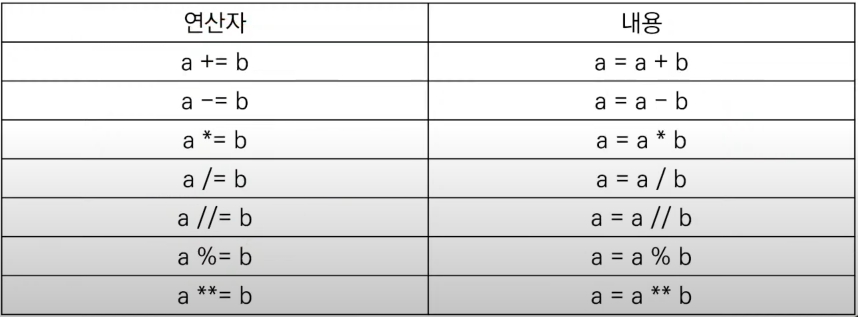 연산자 내용
a += b a = a + b
a -= b a = a - b
a *= b a = a * b
a /= b a = a / b
a //= b a = a // b
a %= b a = a % b
a **= b a = a ** b